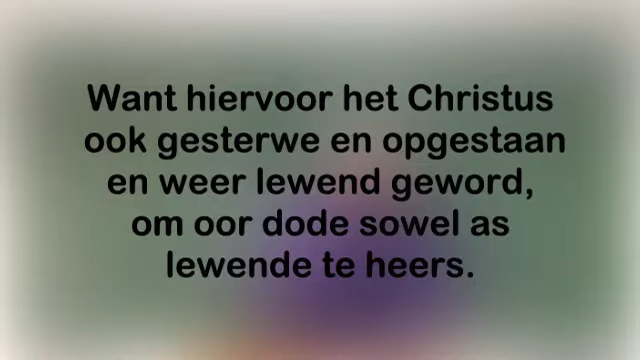 Want hiervoor het Christus
ook gesterwe en opgestaan
en weer lewend geword,
om oor dode sowel as
lewende te heers.